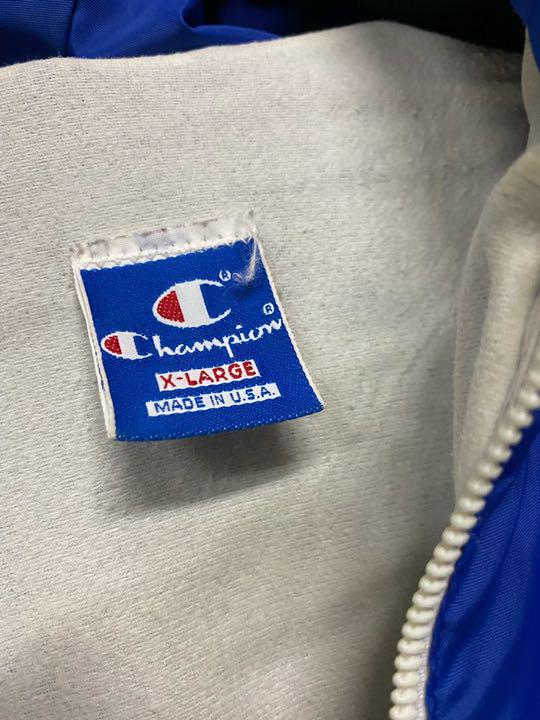 C®
Champion®
X-LARGE
MADE IN U.S.A.